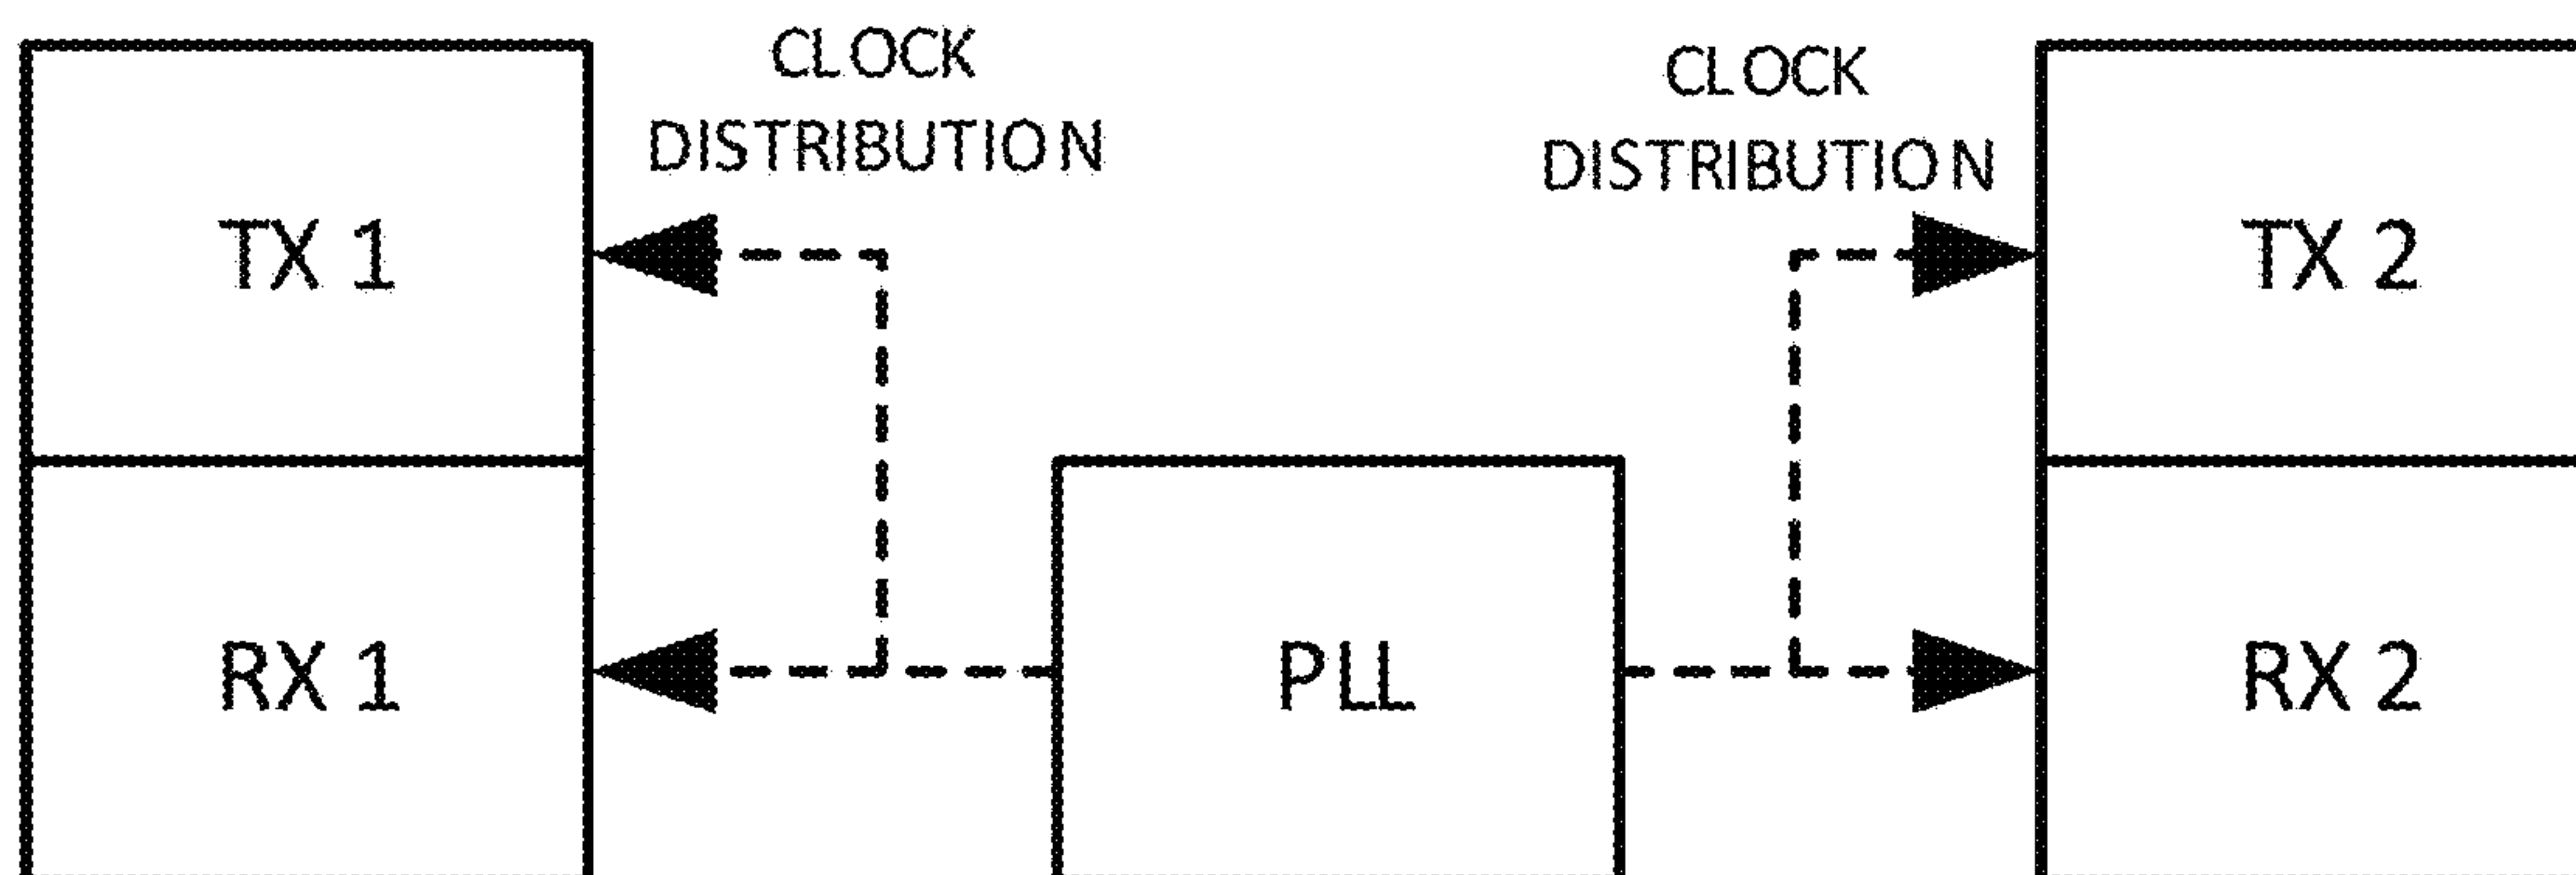 CLOCK
DISTRIBUTION
CLOCK
DISTRIBUTION
TX 1
TX 2
RX 1
PLL
RX 2